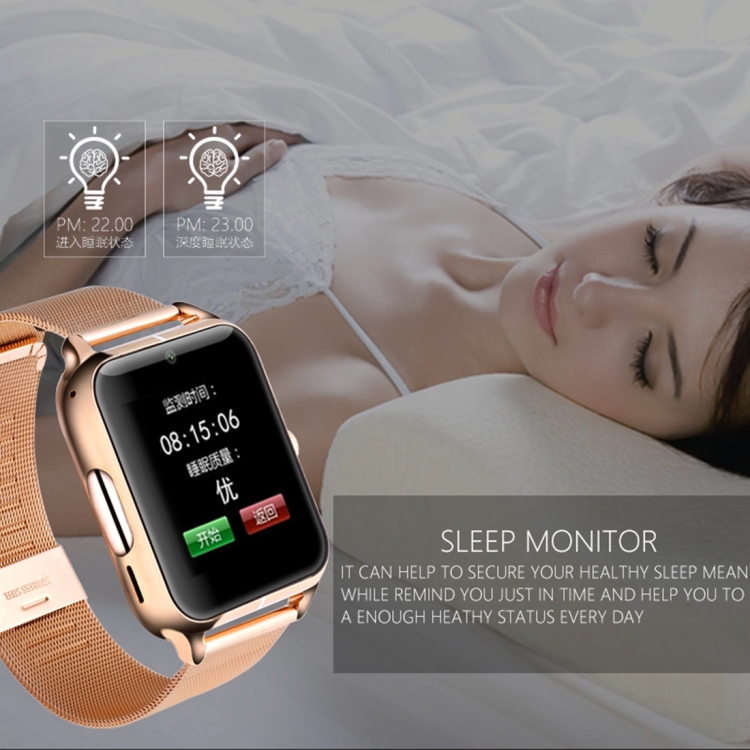 PM: 22.00
进入睡眠状态
PM: 23.00
深度睡眠状态
监测时间：
08:15:06
睡眠质量：
优
开始
返回
STAINLESS STEEL
SLEEP MONITOR
IT CAN HELP TO SECURE YOUR HEALTHY SLEEP MEAN
WHILE REMIND YOU JUST IN TIME AND HELP YOU TO
A ENOUGH HEATHY STATUS EVERY DAY